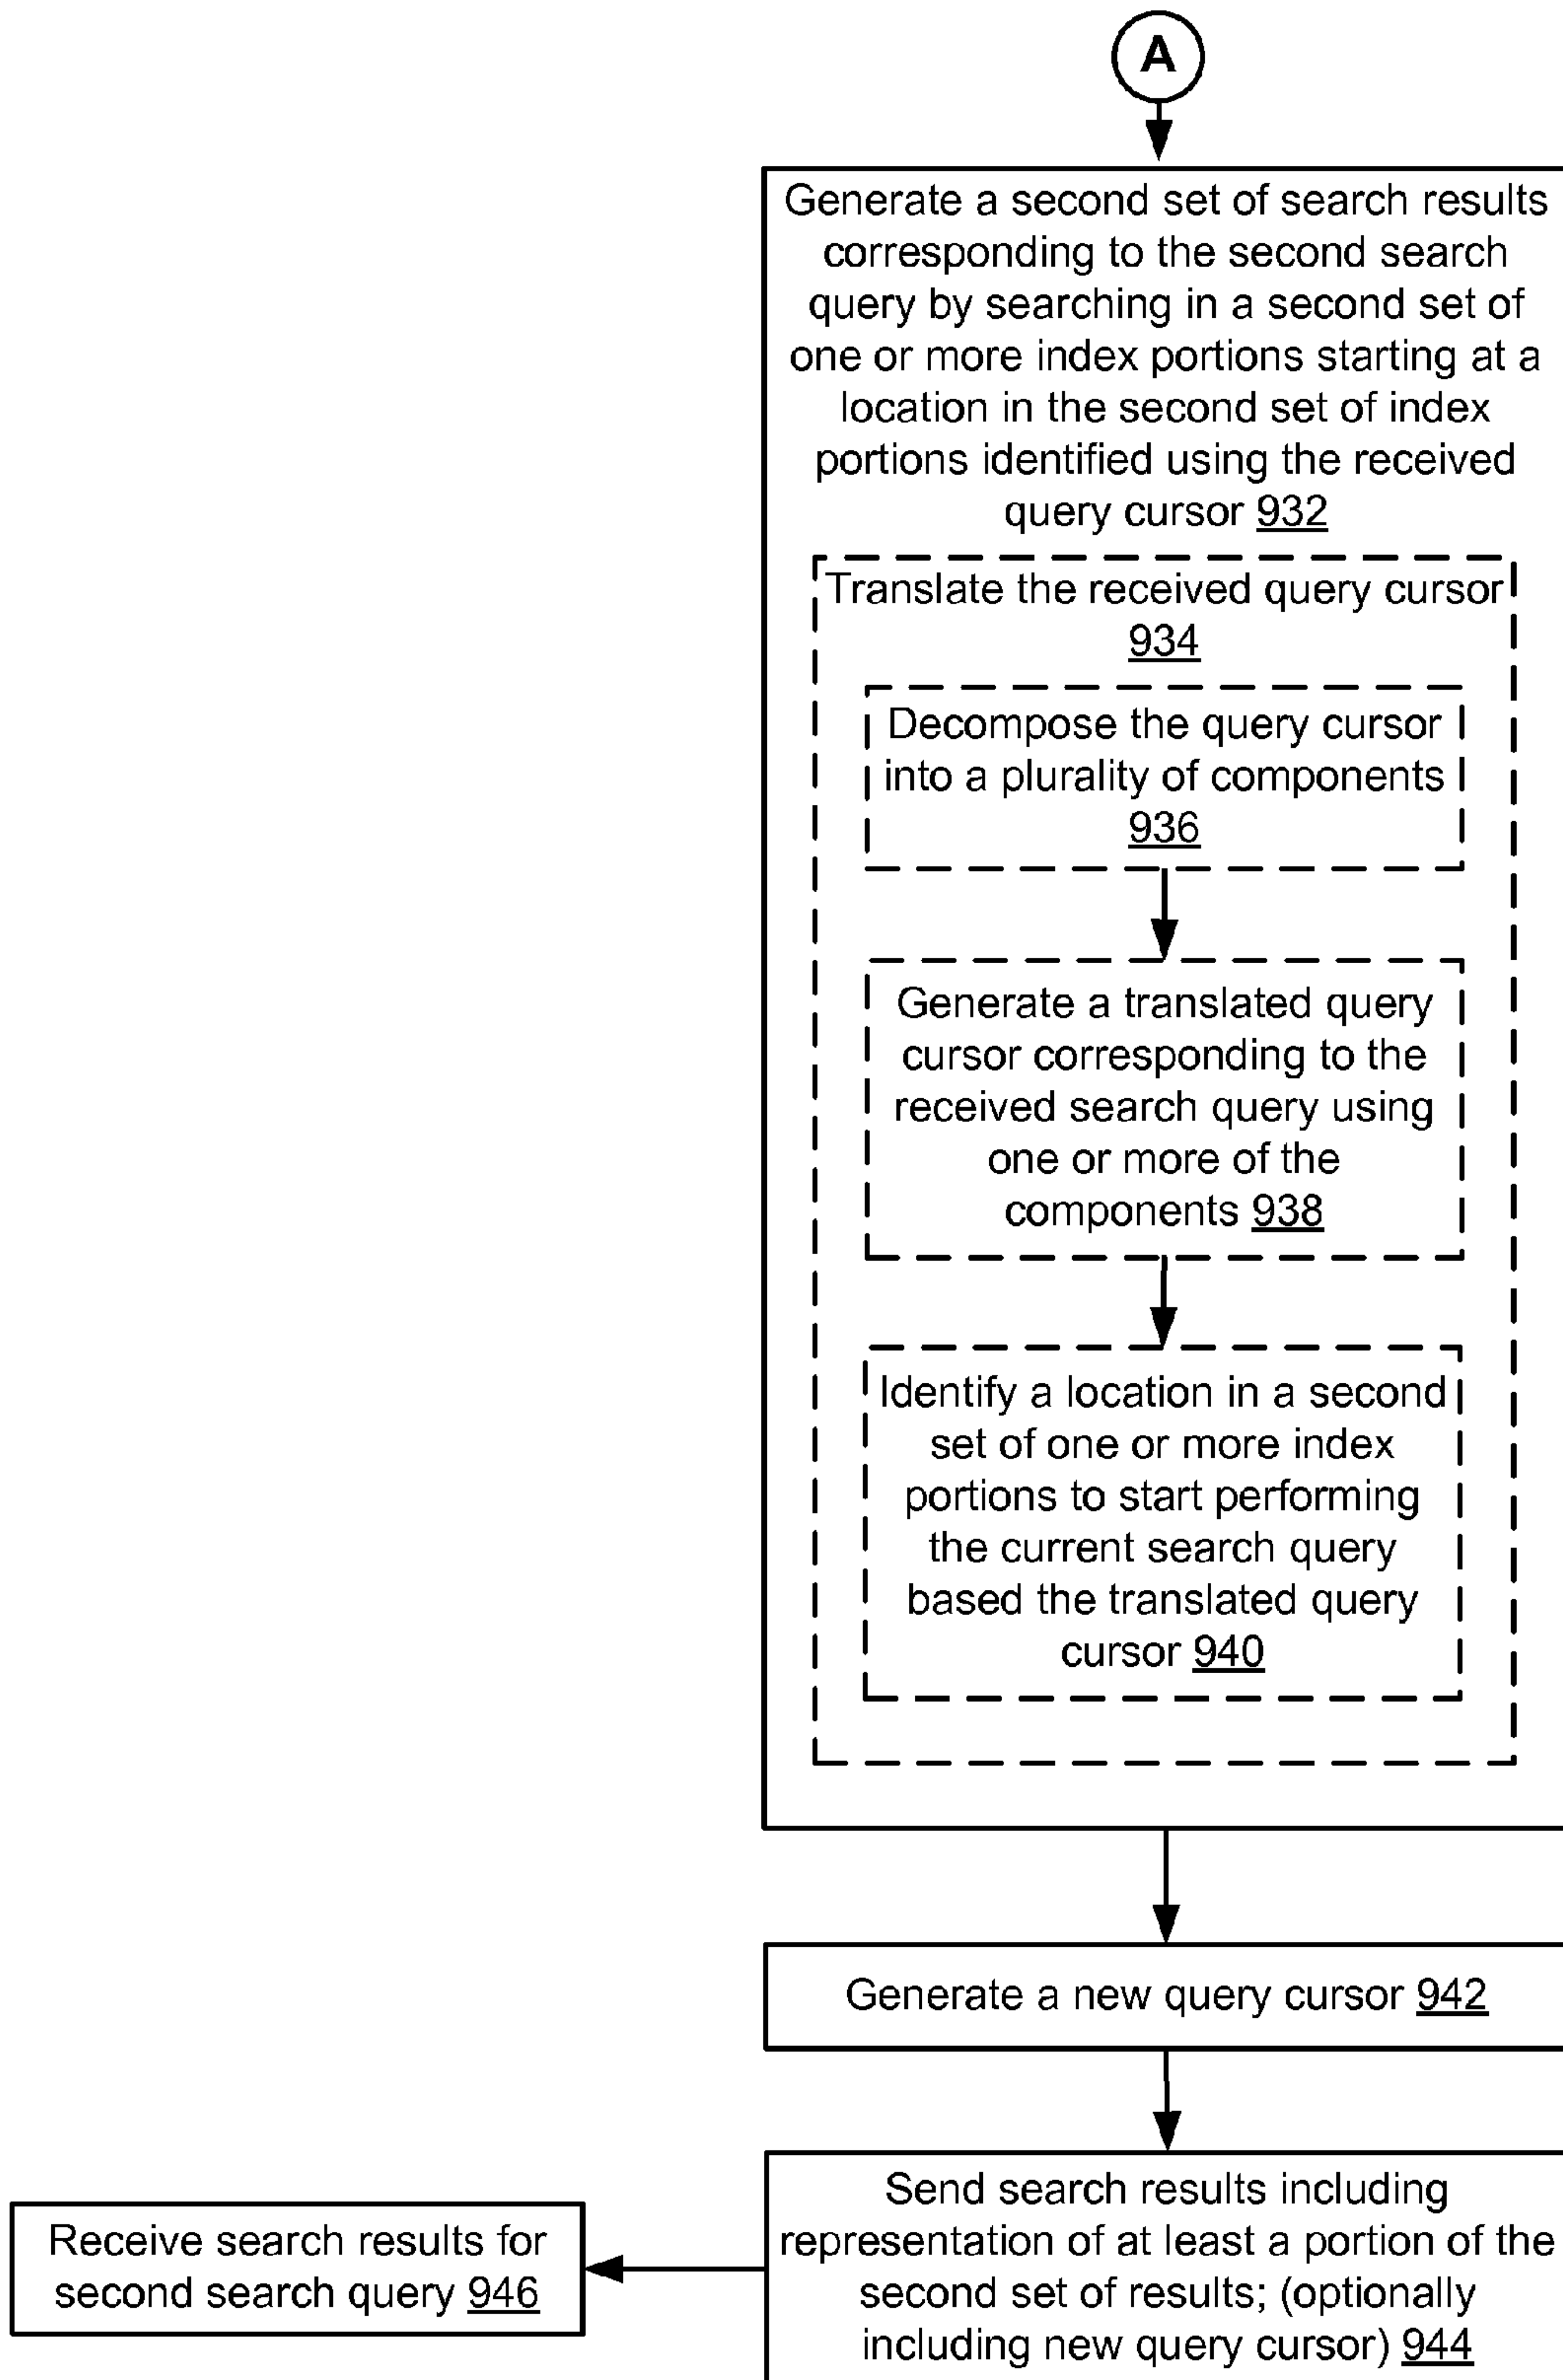 A
Generate a second set of search results
corresponding to the second search
query by searching in a second set of
one or more index portions starting at a
location in the second set of index
portions identified using the received
query cursor 932
Translate the received query cursor
934
Decompose the query cursor
into a plurality of components
936
Generate a translated query
cursor corresponding to the
received search query using
one or more of the
components 938
Identify a location in a second
set of one or more index
portions to start performing
the current search query
based the translated query
cursor 940
Generate a new query cursor 942
Send search results including
representation of at least a portion of the
second set of results; (optionally
including new query cursor) 944
Receive search results for
second search query 946